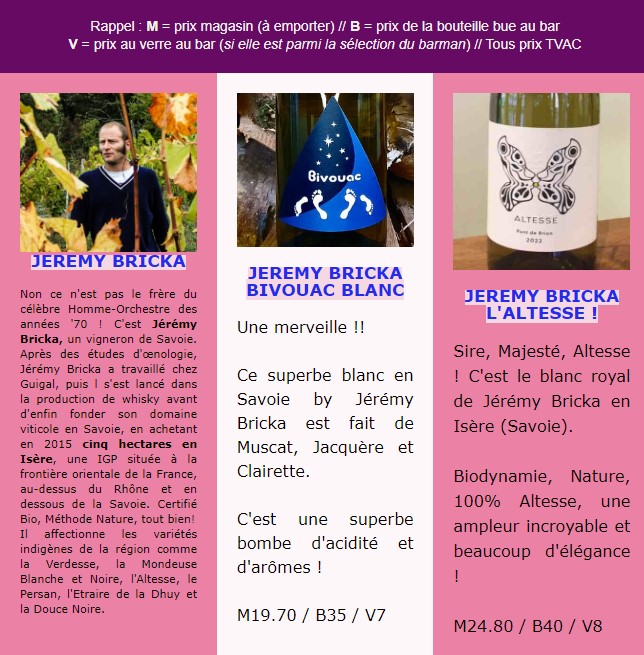 Rappel : M = prix magasin (à emporter) // B = prix de la bouteille bue au bar
V = prix au verre au bar (si elle est parmi la sélection du barman) // Tous prix TVAC
JEREMY BRICKA
Non ce n'est pas le frère du
célèbre Homme-Orchestre des
années '70 ! C'est Jérémy
Bricka, un vigneron de Savoie.
Après des études d'œnologie,
Jérémy Bricka a travaillé chez
Guigal, puis l s'est lancé dans
la production de whisky avant
d'enfin fonder son domaine
viticole en Savoie, en achetant
en 2015 cinq hectares en
Isère, une IGP située à la
frontière orientale de la France,
au-dessus du Rhône et en
dessous de la Savoie. Certifié
Bio, Méthode Nature, tout bien!
Il affectionne les variétés
indigènes de la région comme
la Verdesse, la Mondeuse
Blanche et Noire, l'Altesse, le
Persan, l'Etraire de la Dhuy et
la Douce Noire.
Bivouac
JEREMY BRICKA
BIVOUAC BLANC
Une merveille !!
Ce superbe blanc en
Savoie by Jérémy
Bricka est fait de
Muscat, Jacquère et
Clairette.
C'est une superbe
bombe d'acidité et
d'arômes !
M19.70 / B35 / V7
ALTESSE
Pont de Brion
2022
JEREMY BRICKA
L'ALTESSE !
Sire, Majesté, Altesse
! C'est le blanc royal
de Jérémy Bricka en
Isère (Savoie).
Biodynamie, Nature,
100% Altesse, une
ampleur incroyable et
beaucoup d'élégance
!
M24.80 / B40 / V8